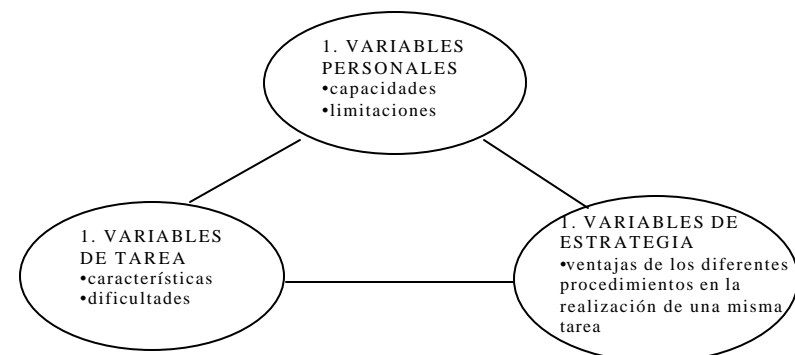 1. VARIABLES
PERSONALES
•capacidades
•limitaciones
1. VARIABLES
DE TAREA
•características
•dificultades
1. VARIABLES DE
ESTRATEGIA
•ventajas de los diferentes
procedimientos en la
realización de una misma
tarea